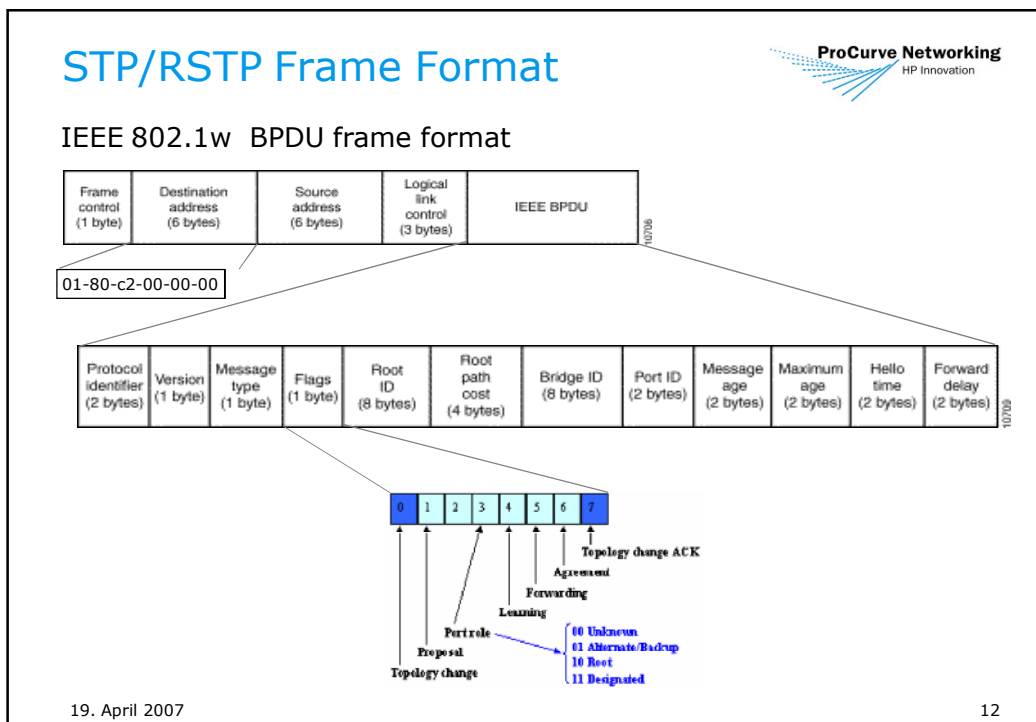 STP/RSTP Frame Format
ProCurve Networking
HP Innovation
IEEE 802.1w BPDU frame format
Frame
control
(1 byte)
Destination
address
(6 bytes)
Source
address
(6 bytes)
Logical
link
control
(3 bytes)
IEEE BPDU
10706
01-80-c2-00-00-00
Protocol
identifier
(2 bytes)
Version
(1 byte)
Message
type
(1 byte)
Flags
(1 byte)
Root
ID
(8 bytes)
Root
path
cost
(4 bytes)
Bridge ID
(8 bytes)
Port ID
(2 bytes)
Message
age
(2 bytes)
Maximum
age
(2 bytes)
Hello
time
(2 bytes)
Forward
delay
(2 bytes)
10709
0 1 2 3 4 5 6 7
Topology change ACK
Agreement
Forwarding
Learning
Port role
Proposal
Topology change
00 Unknown
01 Alternate/Backup
10 Root
11 Designated
19. April 2007
12